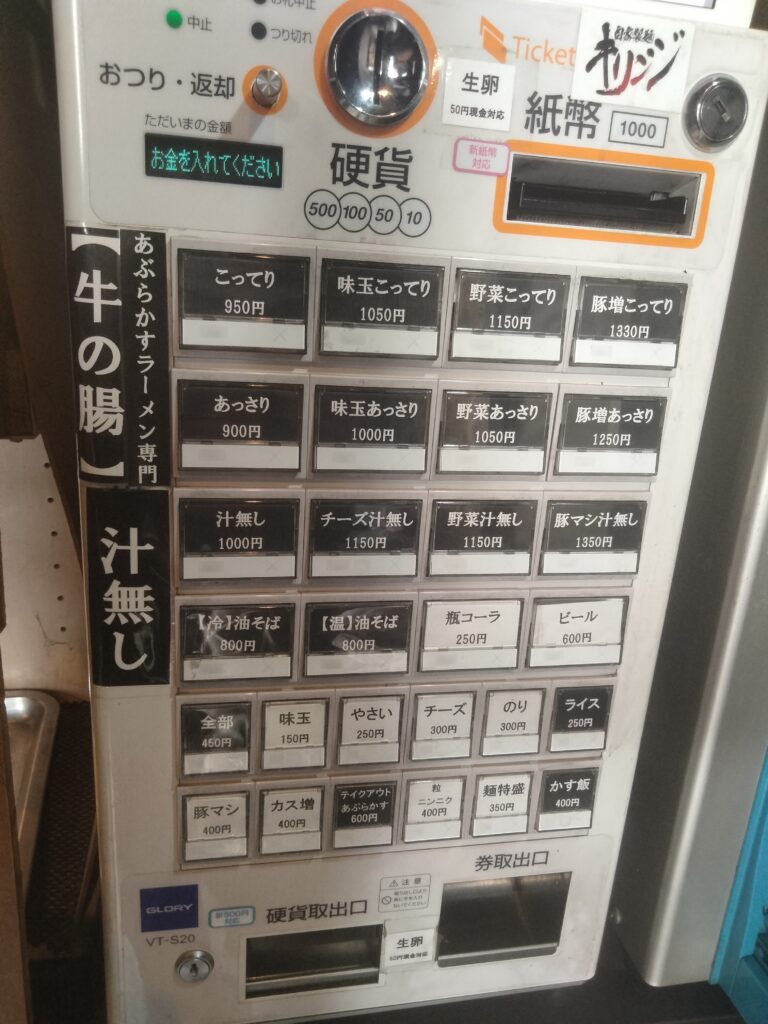 お札中止
中止
つり切れ
おつり・返却
ただいまの金額
お金を入れてください
硬貨
500 100 50 10
Ticket
自家製麺
オリジン
生卵
50円現金対応
紙幣
1000
新紙幣
対応
あぶらかすラーメン専門
【牛の腸】
こってり
950円
味玉こってり
1050円
野菜こってり
1150円
豚増こってり
1330円
あっさり
900円
味玉あっさり
1000円
野菜あっさり
1050円
豚増あっさり
1250円
汁無し
汁無し
1000円
チーズ汁無し
1150円
野菜汁無し
1150円
豚マシ汁無し
1350円
【冷】油そば
800円
【温】油そば
800円
瓶コーラ
250円
ビール
600円
全部
450円
味玉
150円
やさい
250円
チーズ
300円
のり
300円
ライス
250円
豚マシ
400円
カス増
400円
テイクアウト
あぶらかす
600円
粒
ニンニク
400円
麺特盛
350円
かす飯
400円
券取出口
注意
GLORY
VT-S20
新500円
対応
硬貨取出口
生卵
50円現金対応